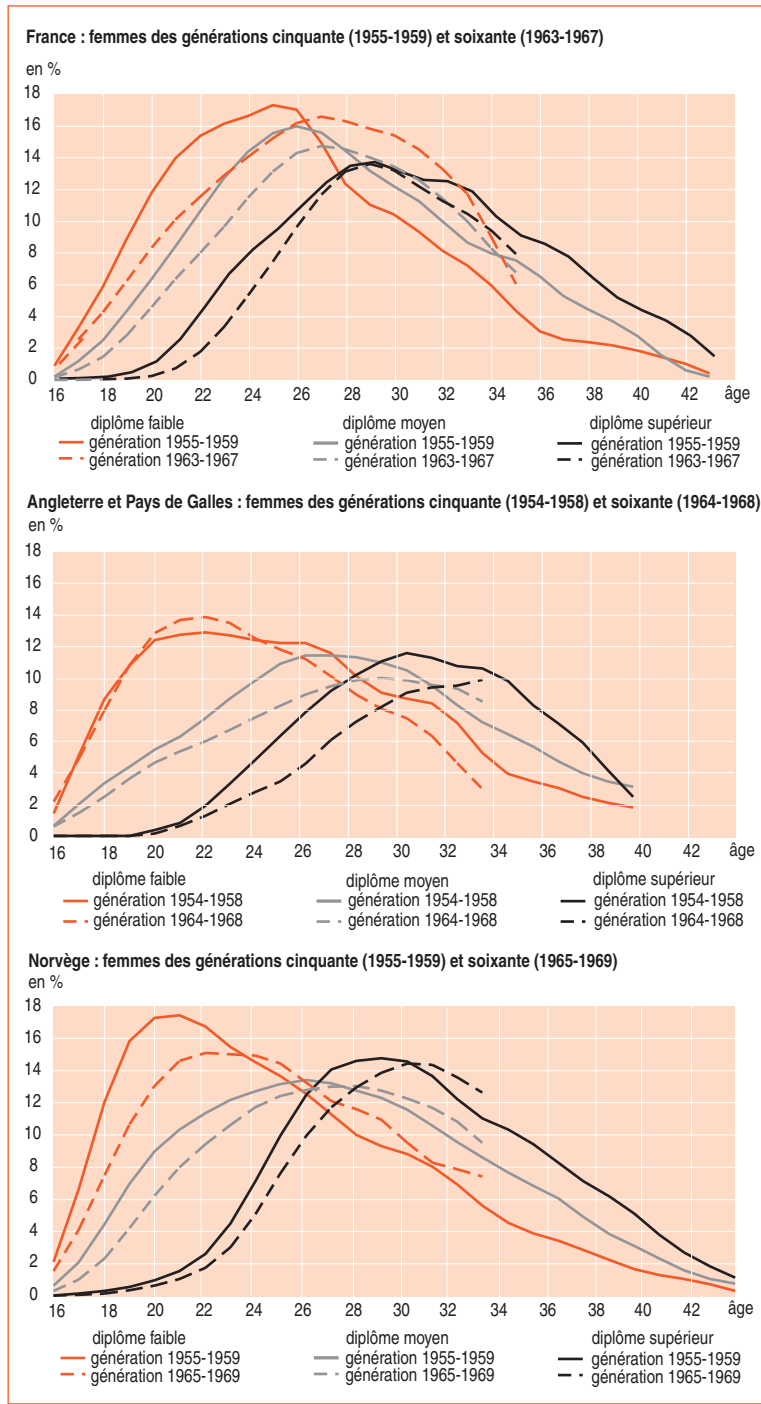 France : femmes des générations cinquante (1955-1959) et soixante (1963-1967)
en %
18
16
14
12
10
8
6
4
2
0
16 18 20 22 24 26 28 30 32 34 36 38 40 42 âge
diplôme faible diplôme moyen diplôme supérieur
génération 1955-1959 génération 1955-1959 génération 1955-1959
génération 1963-1967 génération 1963-1967 génération 1963-1967
Angleterre et Pays de Galles : femmes des générations cinquante (1954-1958) et soixante (1964-1968)
en %
18
16
14
12
10
8
6
4
2
0
16 18 20 22 24 26 28 30 32 34 36 38 40 42 âge
diplôme faible diplôme moyen diplôme supérieur
génération 1954-1958 génération 1954-1958 génération 1954-1958
génération 1964-1968 génération 1964-1968 génération 1964-1968
Norvège : femmes des générations cinquante (1955-1959) et soixante (1965-1969)
en %
18
16
14
12
10
8
6
4
2
0
16 18 20 22 24 26 28 30 32 34 36 38 40 42 âge
diplôme faible diplôme moyen diplôme supérieur
génération 1955-1959 génération 1955-1959 génération 1955-1959
génération 1965-1969 génération 1965-1969 génération 1965-1969